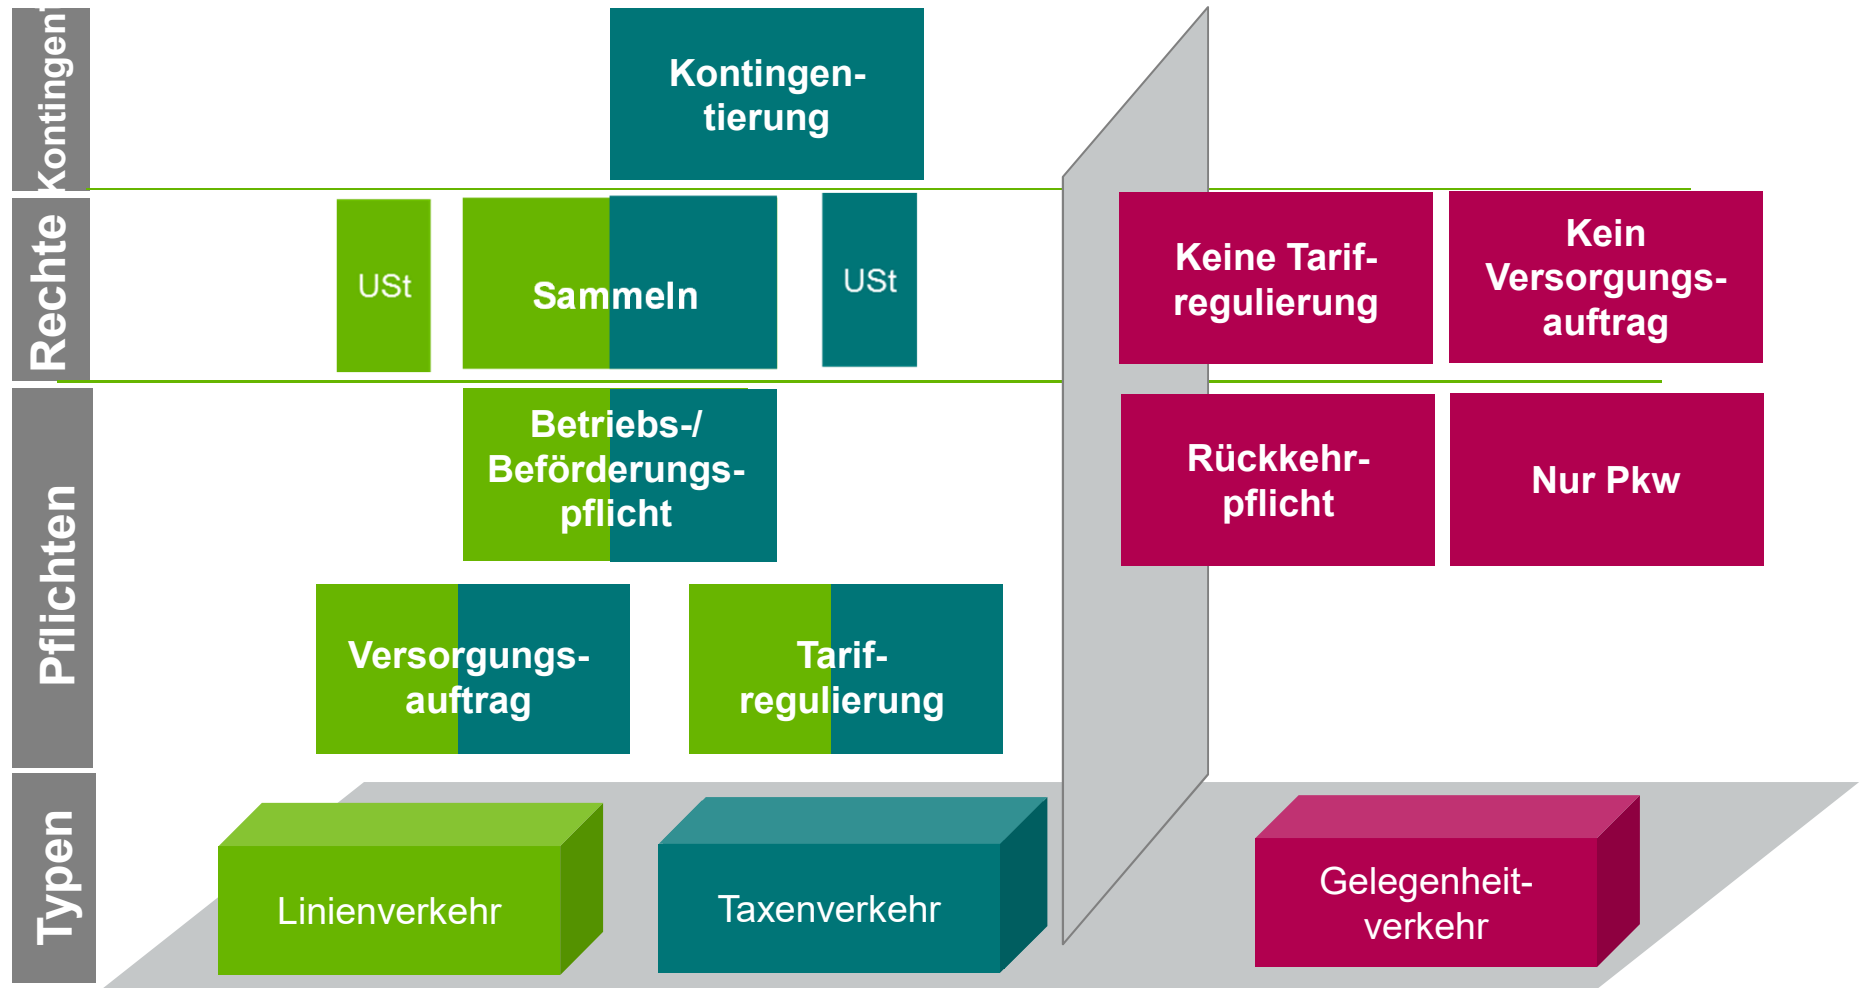 Kontingent
Kontingen-
tierung
Rechte
USt
Sammeln
USt
Keine Tarif-
regulierung
Kein
Versorgungs-
auftrag
Pflichten
Betriebs-/
Beförderungs-
pflicht
Rückkehr-
pflicht
Nur Pkw
Versorgungs-
auftrag
Tarif-
regulierung
Typen
Linienverkehr
Taxenverkehr
Gelegenheit-
verkehr